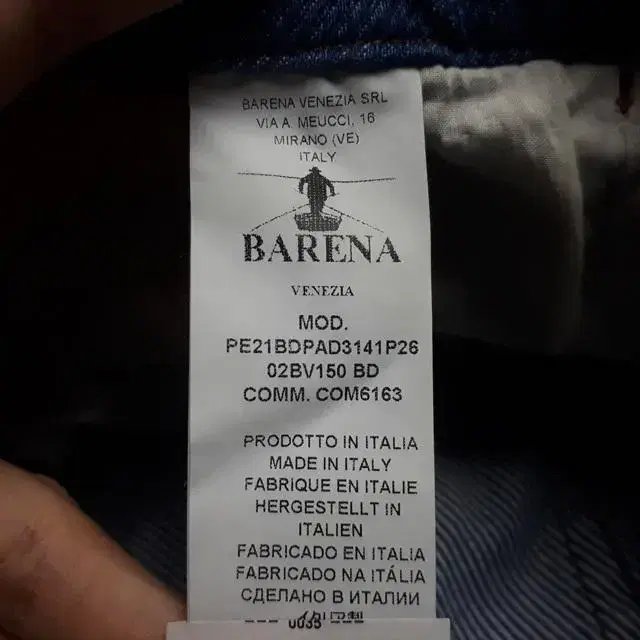 BARENA VENEZIA SRL
VIA A. MEUCCI, 16
MIRANO (VE)
ITALY
BARENA
VENEZIA
MOD.
PE21BDPAD3141P26
02BV150 BD
COMM. COM6163
PRODOTTO IN ITALIA
MADE IN ITALY
FABRIQUE EN ITALIE
HERGESTELLT IN
ITALIEN
FABRICADO EN ITALIA
FABRICADO NA ITÁLIA
СДЕЛАНО В ИТАЛИИ
--- 0035 ---